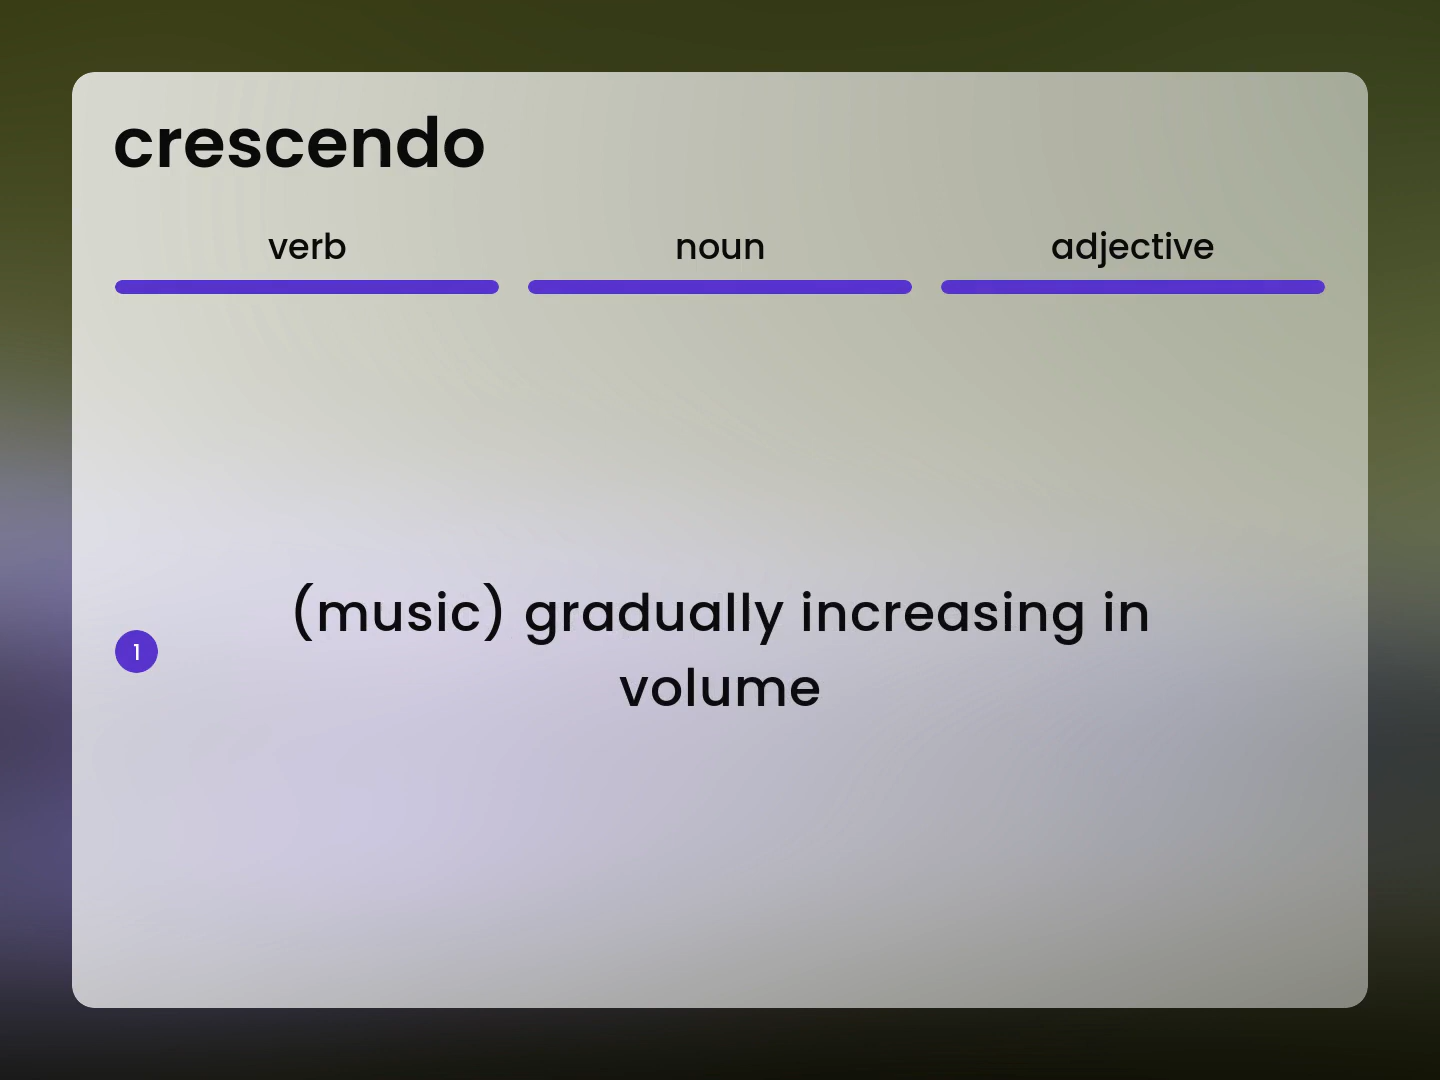 crescendo
verb noun adjective
1
(music) gradually increasing in
volume